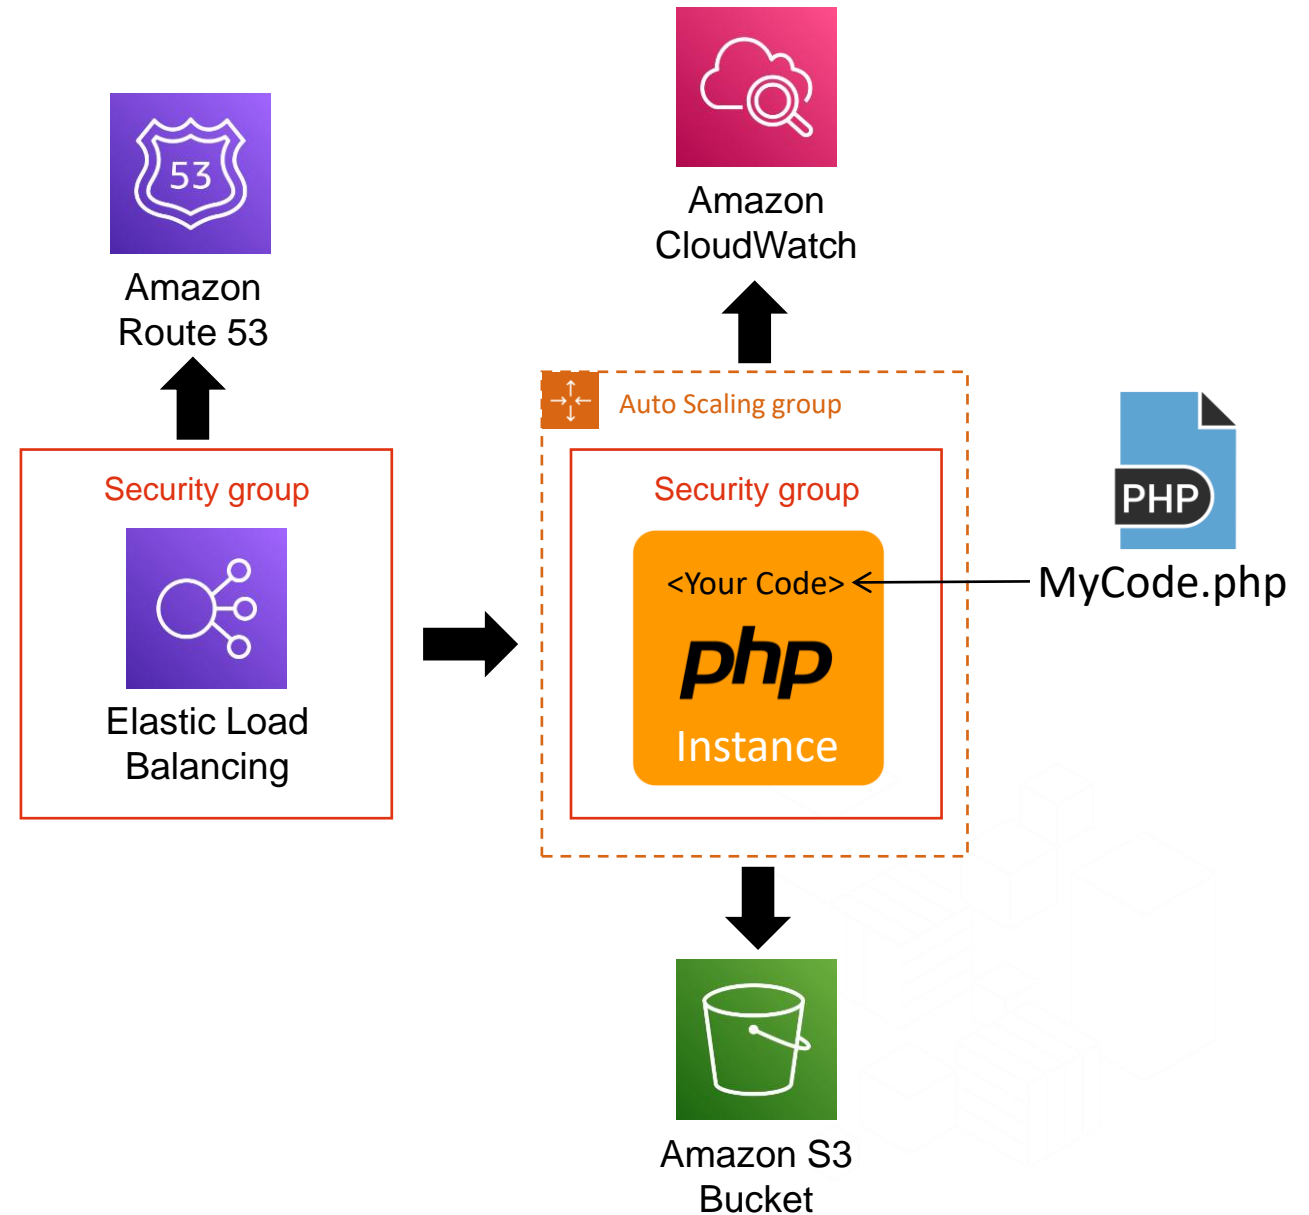 53
Amazon
Route 53
Amazon
CloudWatch
Security group
Elastic Load
Balancing
Auto Scaling group
Security group
<Your Code>
php
Instance
PHP
MyCode.php
Amazon S3
Bucket